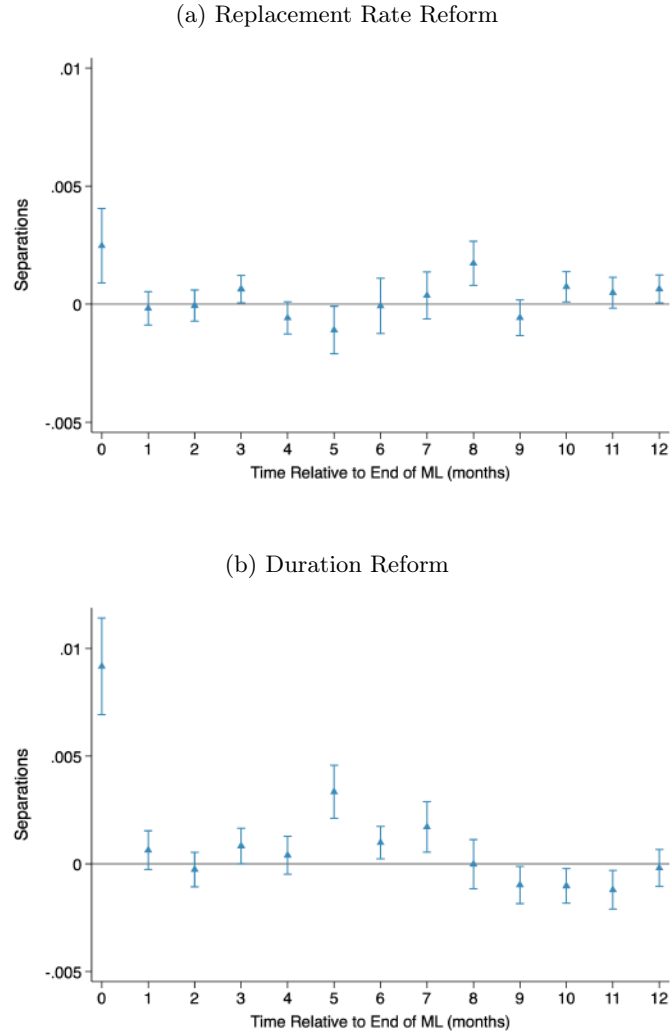 (a) Replacement Rate Reform
.01
.005
0
-.005
Separations
0 1 2 3 4 5 6 7 8 9 10 11 12
Time Relative to End of ML (months)
(b) Duration Reform
.01
.005
0
-.005
Separations
0 1 2 3 4 5 6 7 8 9 10 11 12
Time Relative to End of ML (months)